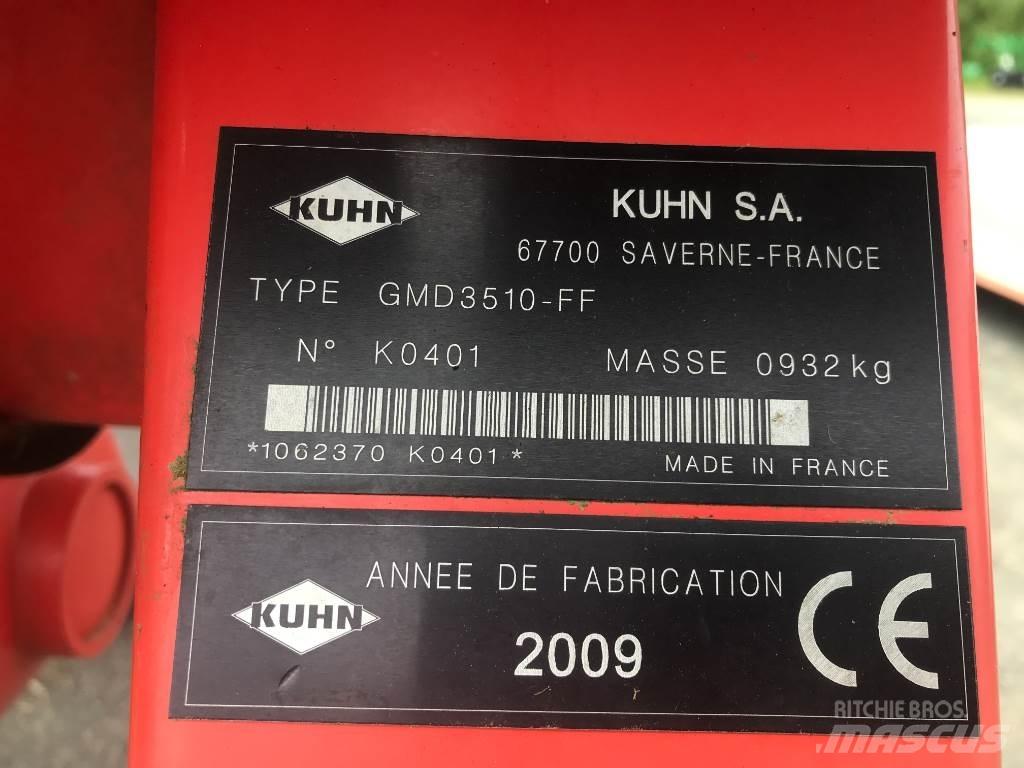 KUHN
KUHN S.A.
67700 SAVERNE-FRANCE
TYPE GMD3510-FF
N° K0401 MASSE 0932 kg
*1062370 K0401*
MADE IN FRANCE
KUHN
ANNEE DE FABRICATION
2009
CE
RITCHIE BROS.
MASCUS